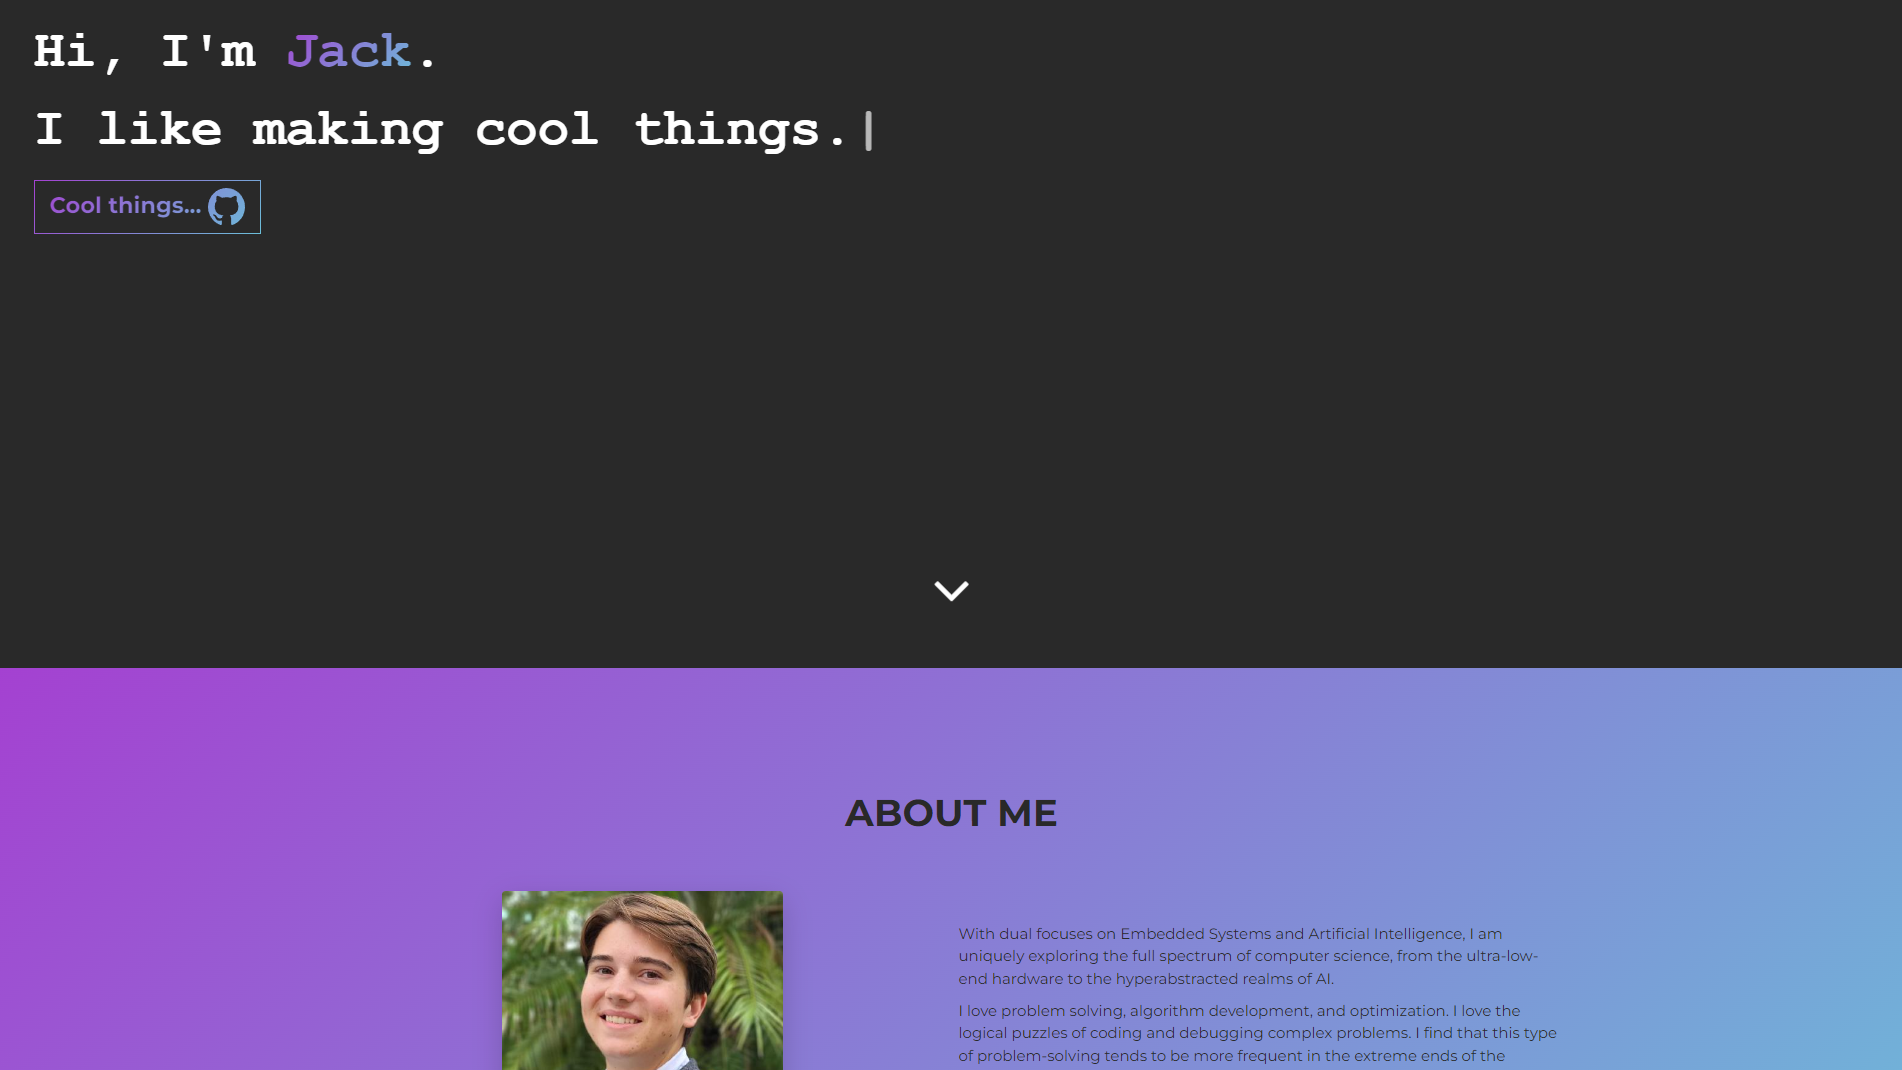 Hi, I'm Jack.
I like making cool things.|
Cool things...
ABOUT ME
With dual focuses on Embedded Systems and Artificial Intelligence, I am
uniquely exploring the full spectrum of computer science, from the ultra-low-
end hardware to the hyperabstracted realms of AI.
I love problem solving, algorithm development, and optimization. I love the
logical puzzles of coding and debugging complex problems. I find that this type
of problem-solving tends to be more frequent in the extreme ends of the